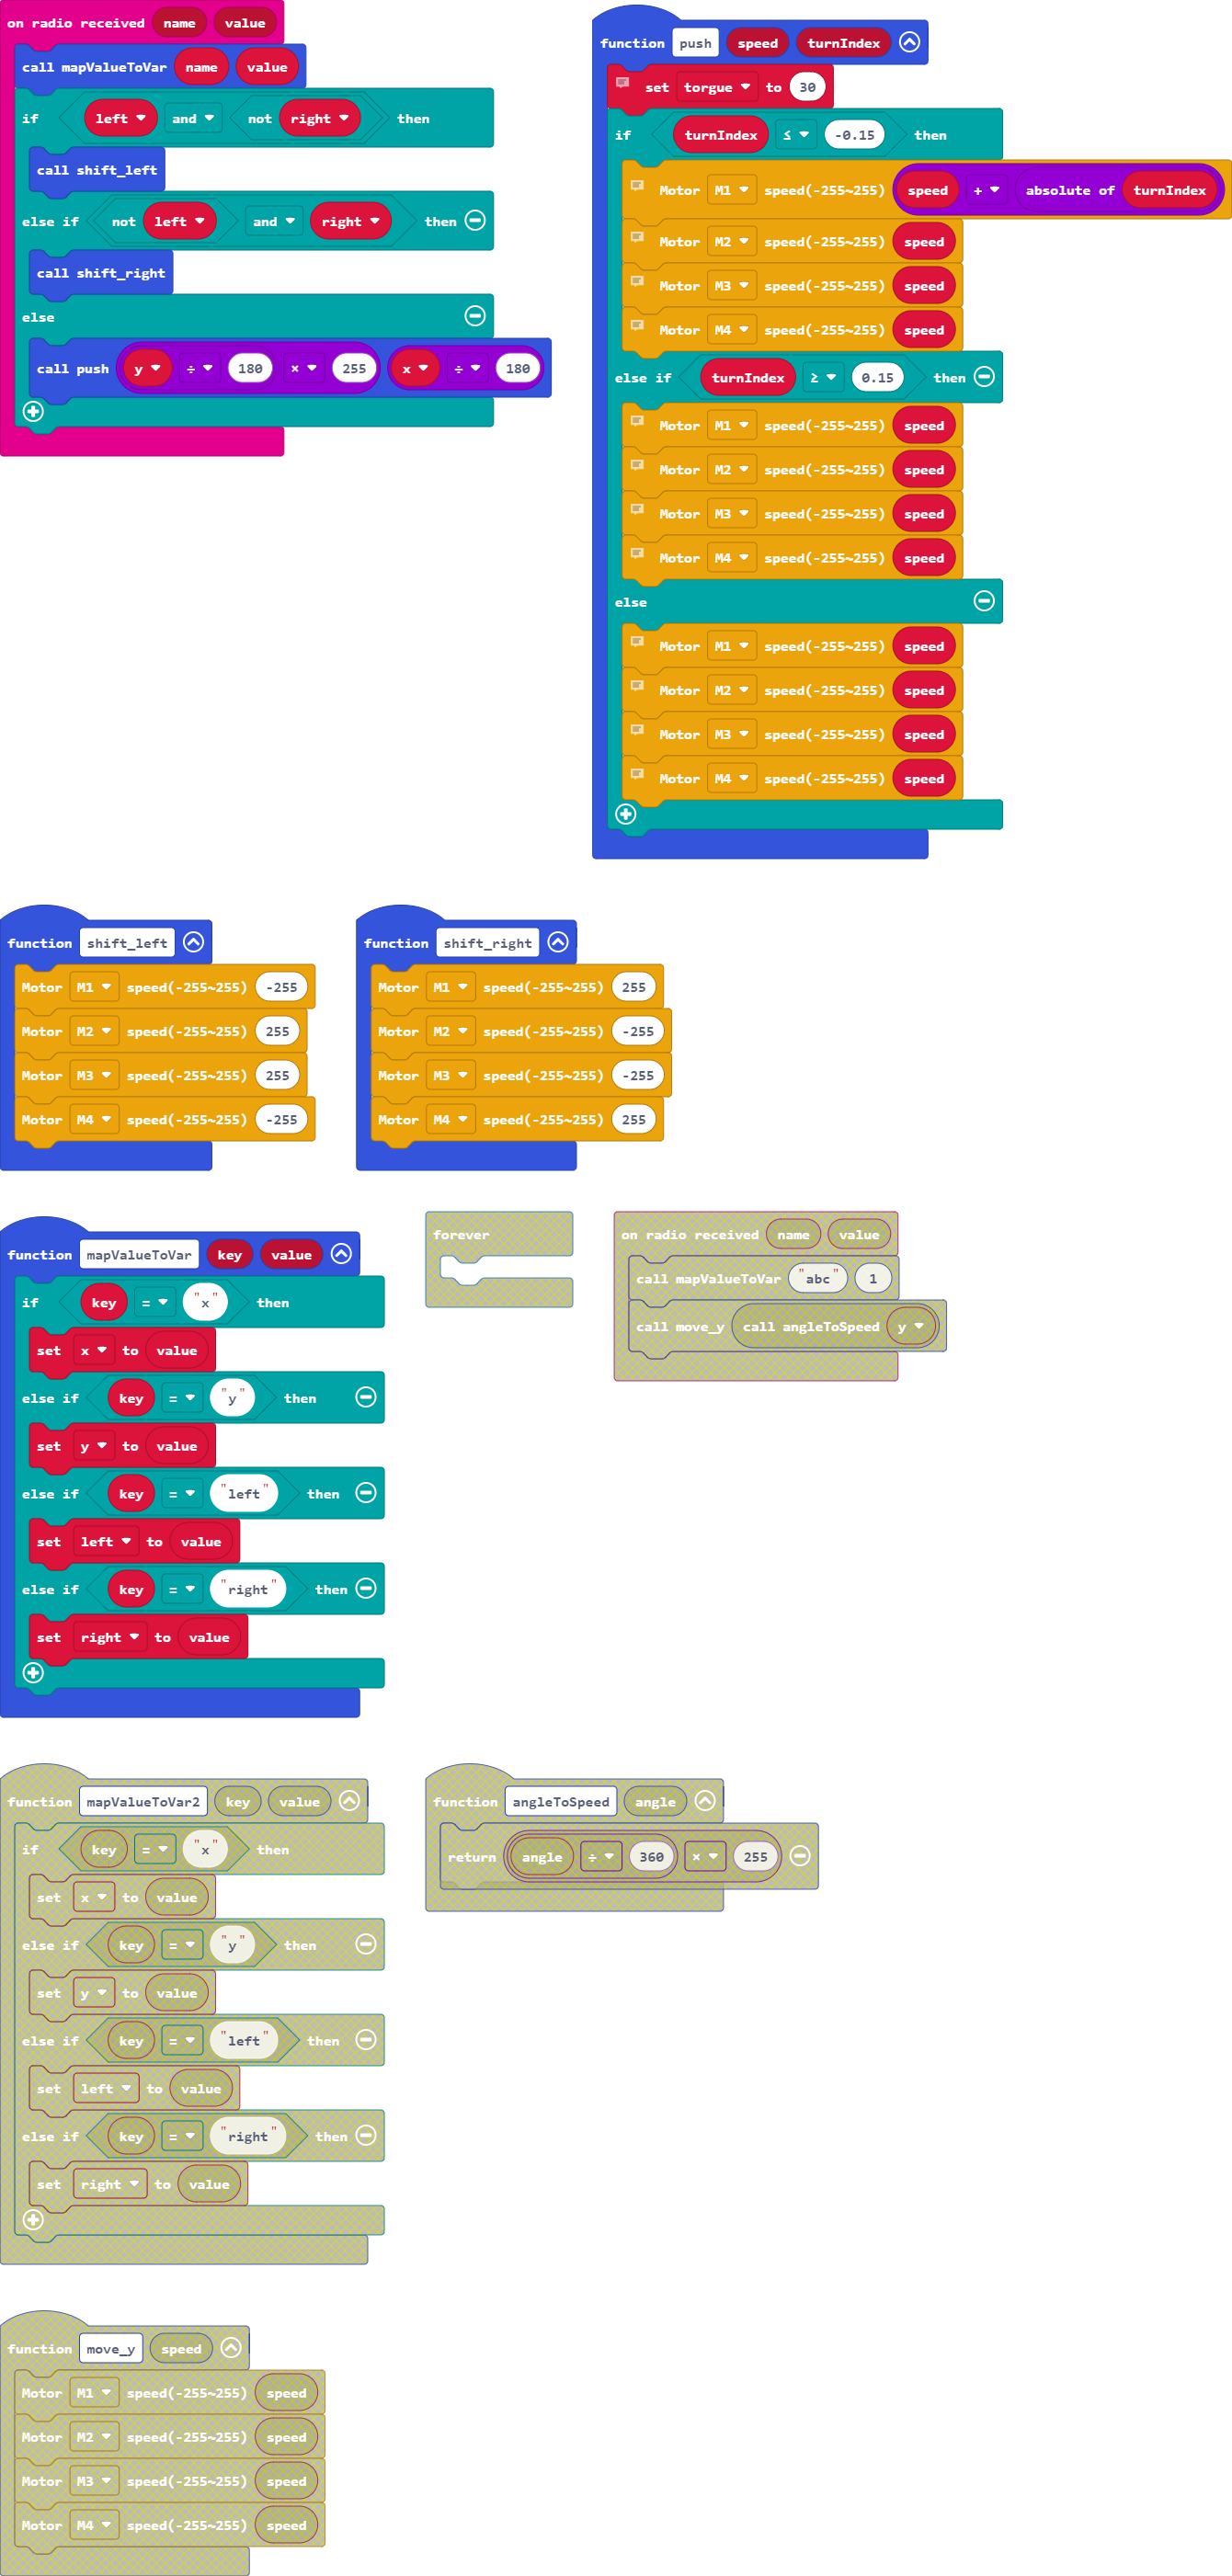 on radio received name value
call mapValueToVar name value
if left and not right then
call shift_left
else if not left and right then
call shift_right
else
call push y ÷ 180 × 255 x ÷ 180
function push speed turnIndex
set torgue to 30
if turnIndex ≤ -0.15 then
Motor M1 speed(-255~255) speed + absolute of turnIndex
Motor M2 speed(-255~255) speed
Motor M3 speed(-255~255) speed
Motor M4 speed(-255~255) speed
else if turnIndex ≥ 0.15 then
Motor M1 speed(-255~255) speed
Motor M2 speed(-255~255) speed
Motor M3 speed(-255~255) speed
Motor M4 speed(-255~255) speed
else
Motor M1 speed(-255~255) speed
Motor M2 speed(-255~255) speed
Motor M3 speed(-255~255) speed
Motor M4 speed(-255~255) speed
function shift_left
Motor M1 speed(-255~255) -255
Motor M2 speed(-255~255) 255
Motor M3 speed(-255~255) 255
Motor M4 speed(-255~255) -255
function shift_right
Motor M1 speed(-255~255) 255
Motor M2 speed(-255~255) -255
Motor M3 speed(-255~255) -255
Motor M4 speed(-255~255) 255
function mapValueToVar key value
if key = "x" then
set x to value
else if key = "y" then
set y to value
else if key = "left" then
set left to value
else if key = "right" then
set right to value
forever
on radio received name value
call mapValueToVar "abc" 1
call move_y call angleToSpeed y
function mapValueToVar2 key value
if key = "x" then
set x to value
else if key = "y" then
set y to value
else if key = "left" then
set left to value
else if key = "right" then
set right to value
function angleToSpeed angle
return angle ÷ 360 × 255
function move_y speed
Motor M1 speed(-255~255) speed
Motor M2 speed(-255~255) speed
Motor M3 speed(-255~255) speed
Motor M4 speed(-255~255) speed